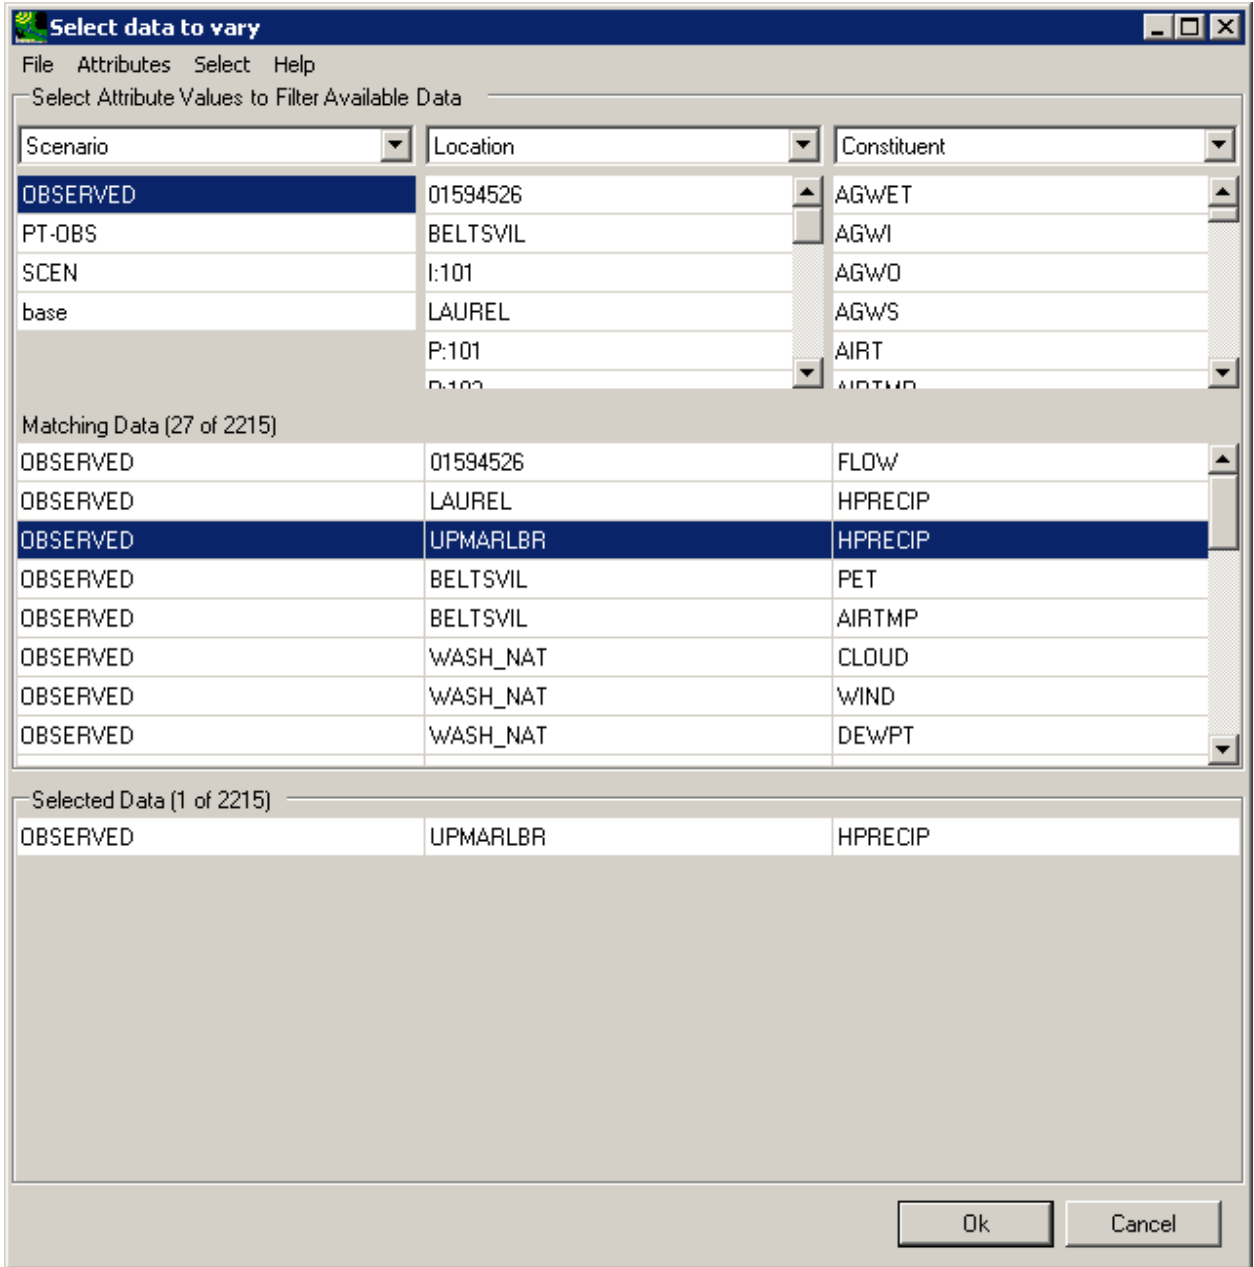 Select data to vary
File Attributes Select Help
Select Attribute Values to Filter Available Data
Scenario Location Constituent
OBSERVED 01594526 AGWET
PT-OBS BELTSVIL AGWI
SCEN I:101 AGWO
base LAUREL AGWS
P:101 AIRT
P:102 AIRTMP
Matching Data (27 of 2215)
OBSERVED 01594526 FLOW
OBSERVED LAUREL HPRECIP
OBSERVED UPMARLBR HPRECIP
OBSERVED BELTSVIL PET
OBSERVED BELTSVIL AIRTMP
OBSERVED WASH_NAT CLOUD
OBSERVED WASH_NAT WIND
OBSERVED WASH_NAT DEWPT
Selected Data (1 of 2215)
OBSERVED UPMARLBR HPRECIP
Ok Cancel